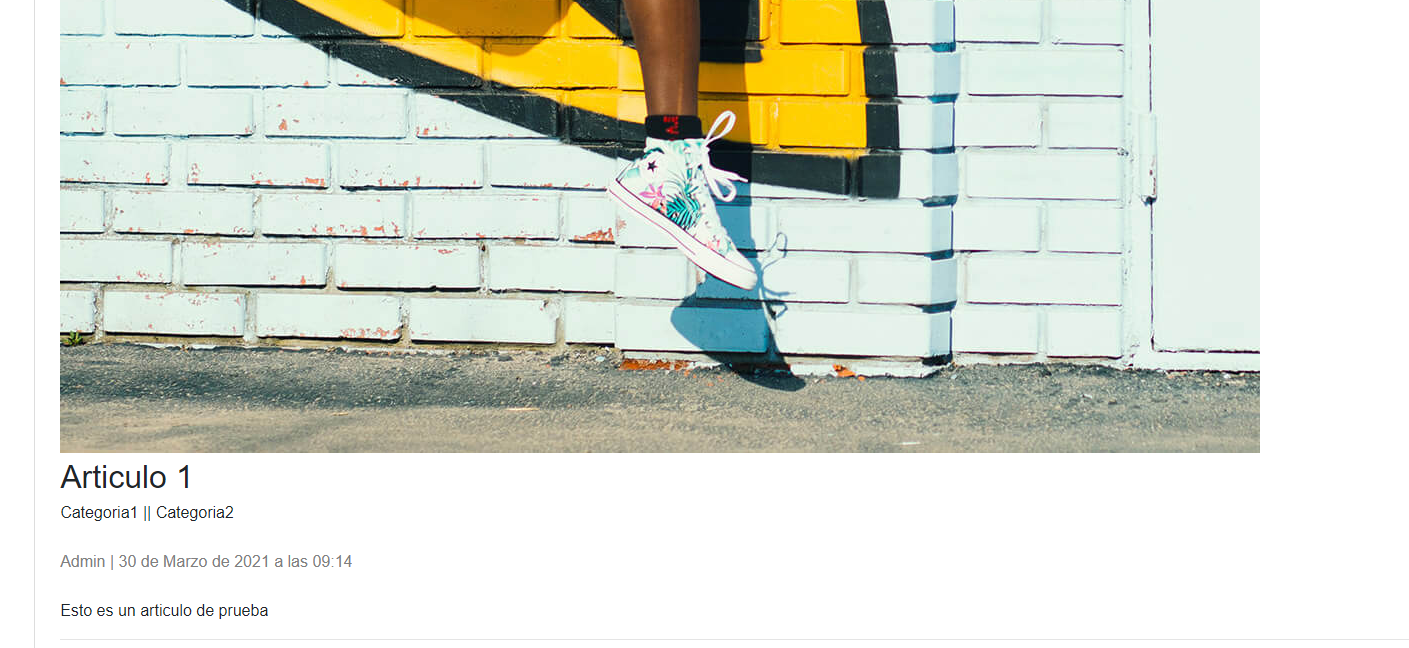 Articulo 1
Categoria1 || Categoria2
Admin | 30 de Marzo de 2021 a las 09:14
Esto es un articulo de prueba